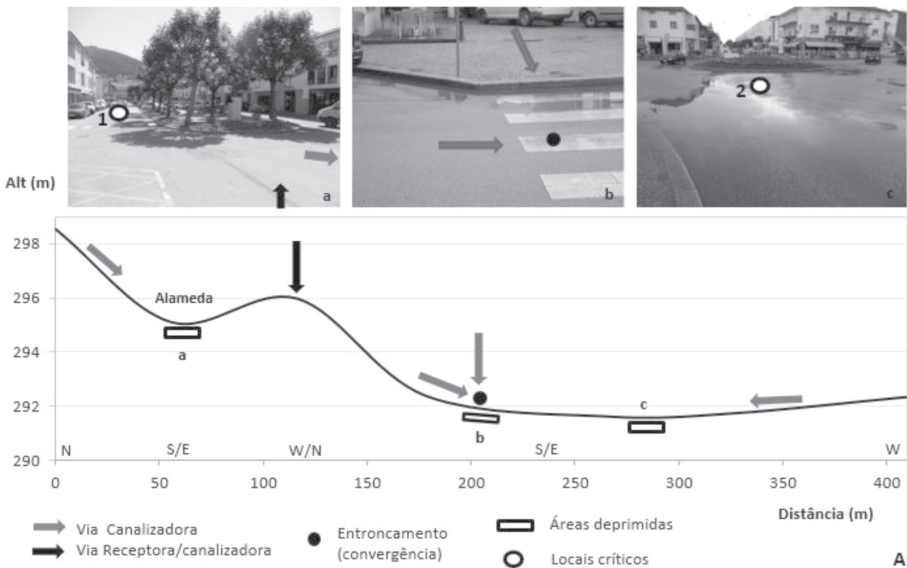 1
a
b
2
c
Alt (m)
298
296
294
292
290
Alameda
a
b
c
N
S/E
W/N
S/E
W
0
50
100
150
200
250
300
350
400
Distância (m)
Via Canalizadora
Via Receptora/canalizadora
Entroncamento
(convergência)
Áreas deprimidas
Locais críticos
A